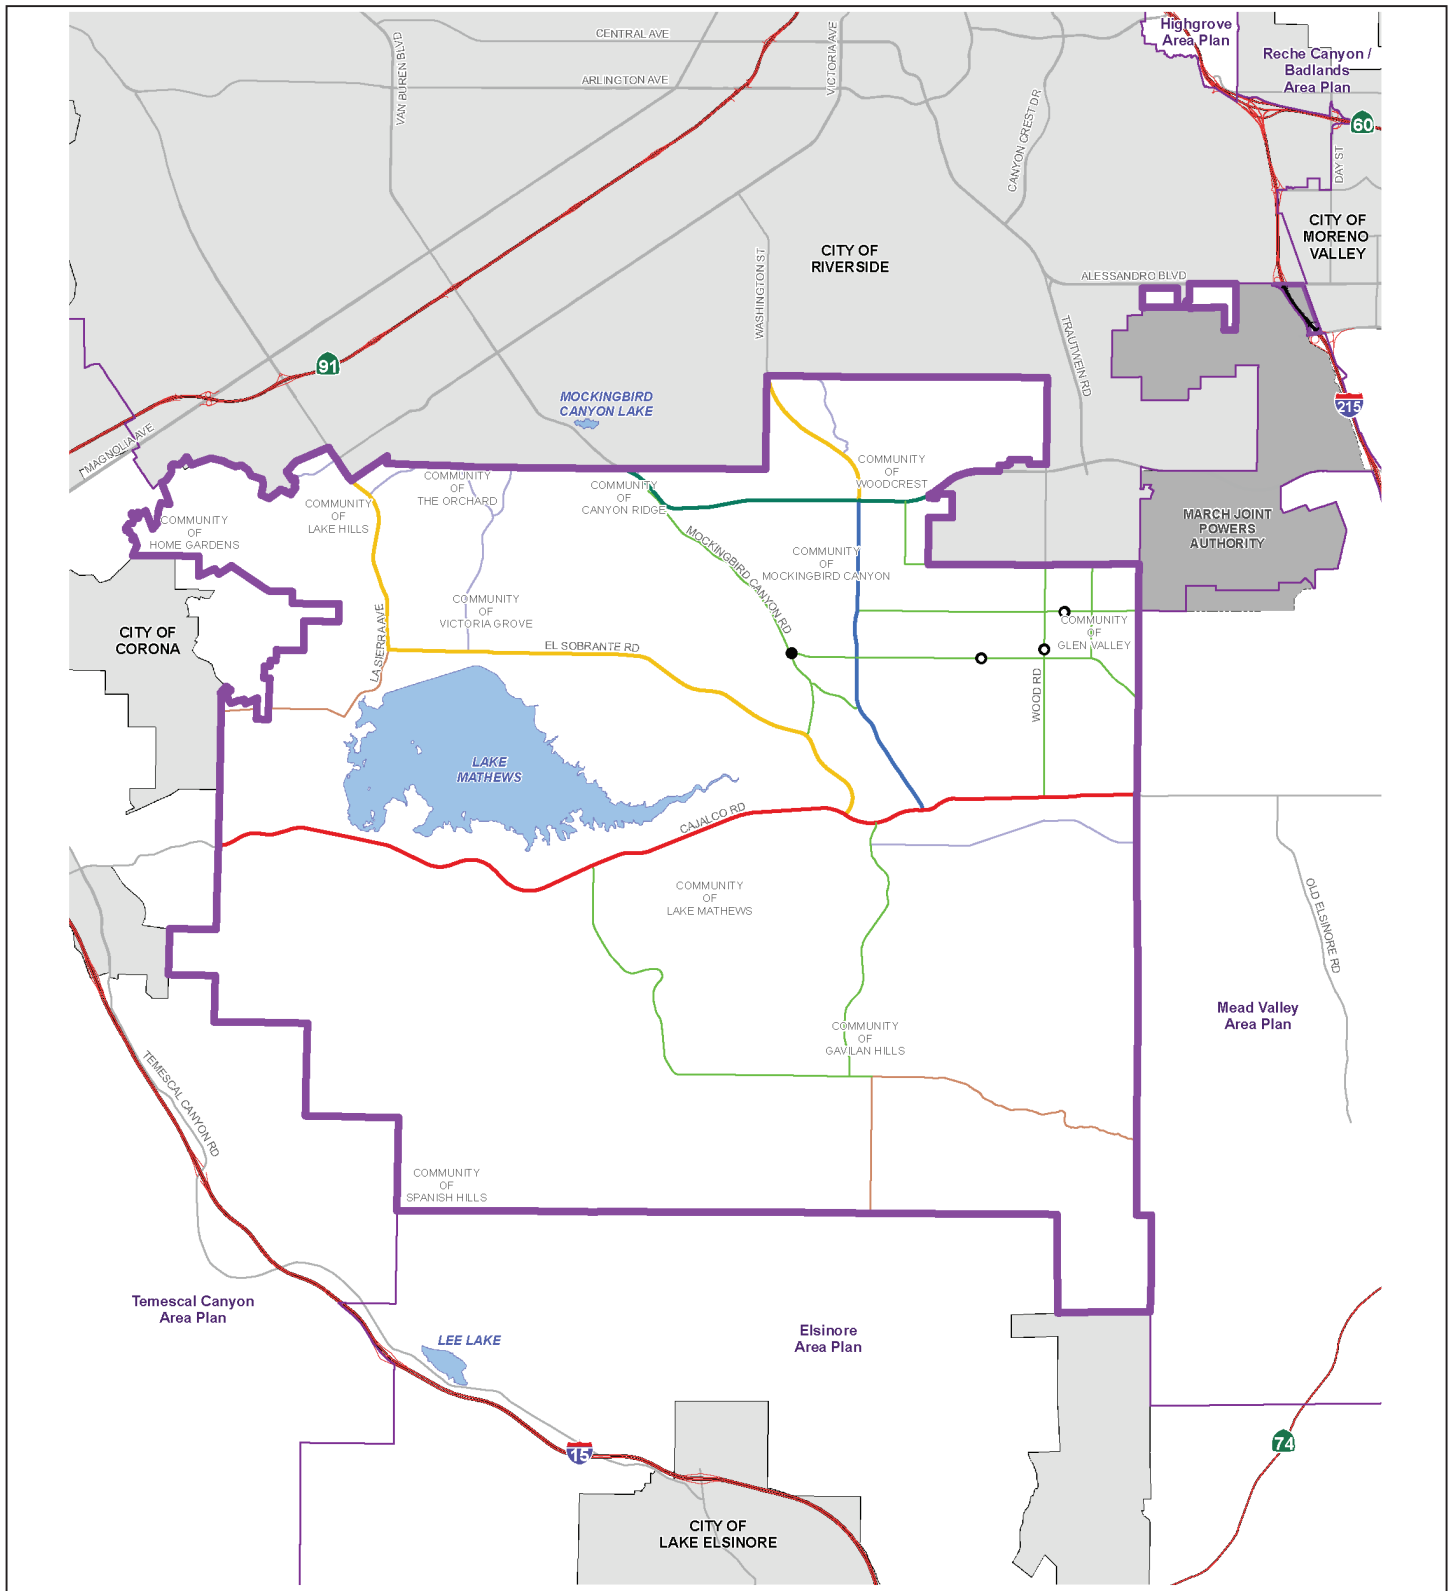 Highgrove
Area Plan
Reche Canyon /
Badlands
Area Plan
CENTRAL AVE
ARLINGTON AVE
VAN BUREN BLVD
VICTORIA AVE
CANYON CREST DR
60
DAY ST
CITY OF
MORENO
VALLEY
CITY OF
RIVERSIDE
WASHINGTON ST
ALESSANDRO BLVD
TRAUTWEIN RD
91
215
MAGNOLIA AVE
MOCKINGBIRD
CANYON LAKE
COMMUNITY
OF
WOODCREST
COMMUNITY
OF
THE ORCHARD
COMMUNITY
OF
CANYON RIDGE
COMMUNITY
OF
LAKE HILLS
COMMUNITY
OF
HOME GARDENS
MARCH JOINT
POWERS
AUTHORITY
MOCKINGBIRD CANYON RD
COMMUNITY
OF
MOCKINGBIRD CANYON
COMMUNITY
OF
VICTORIA GROVE
COMMUNITY
OF
GLEN VALLEY
CITY OF
CORONA
LA SIERRA AVE
EL SOBRANTE RD
WOOD RD
LAKE
MATHEWS
CAJALCO RD
COMMUNITY
OF
LAKE MATHEWS
OLD ELSINORE RD
Mead Valley
Area Plan
COMMUNITY
OF
GAVILAN HILLS
TEMESCAL CANYON RD
COMMUNITY
OF
SPANISH HILLS
Temescal Canyon
Area Plan
LEE LAKE
Elsinore
Area Plan
74
15
CITY OF
LAKE ELSINORE